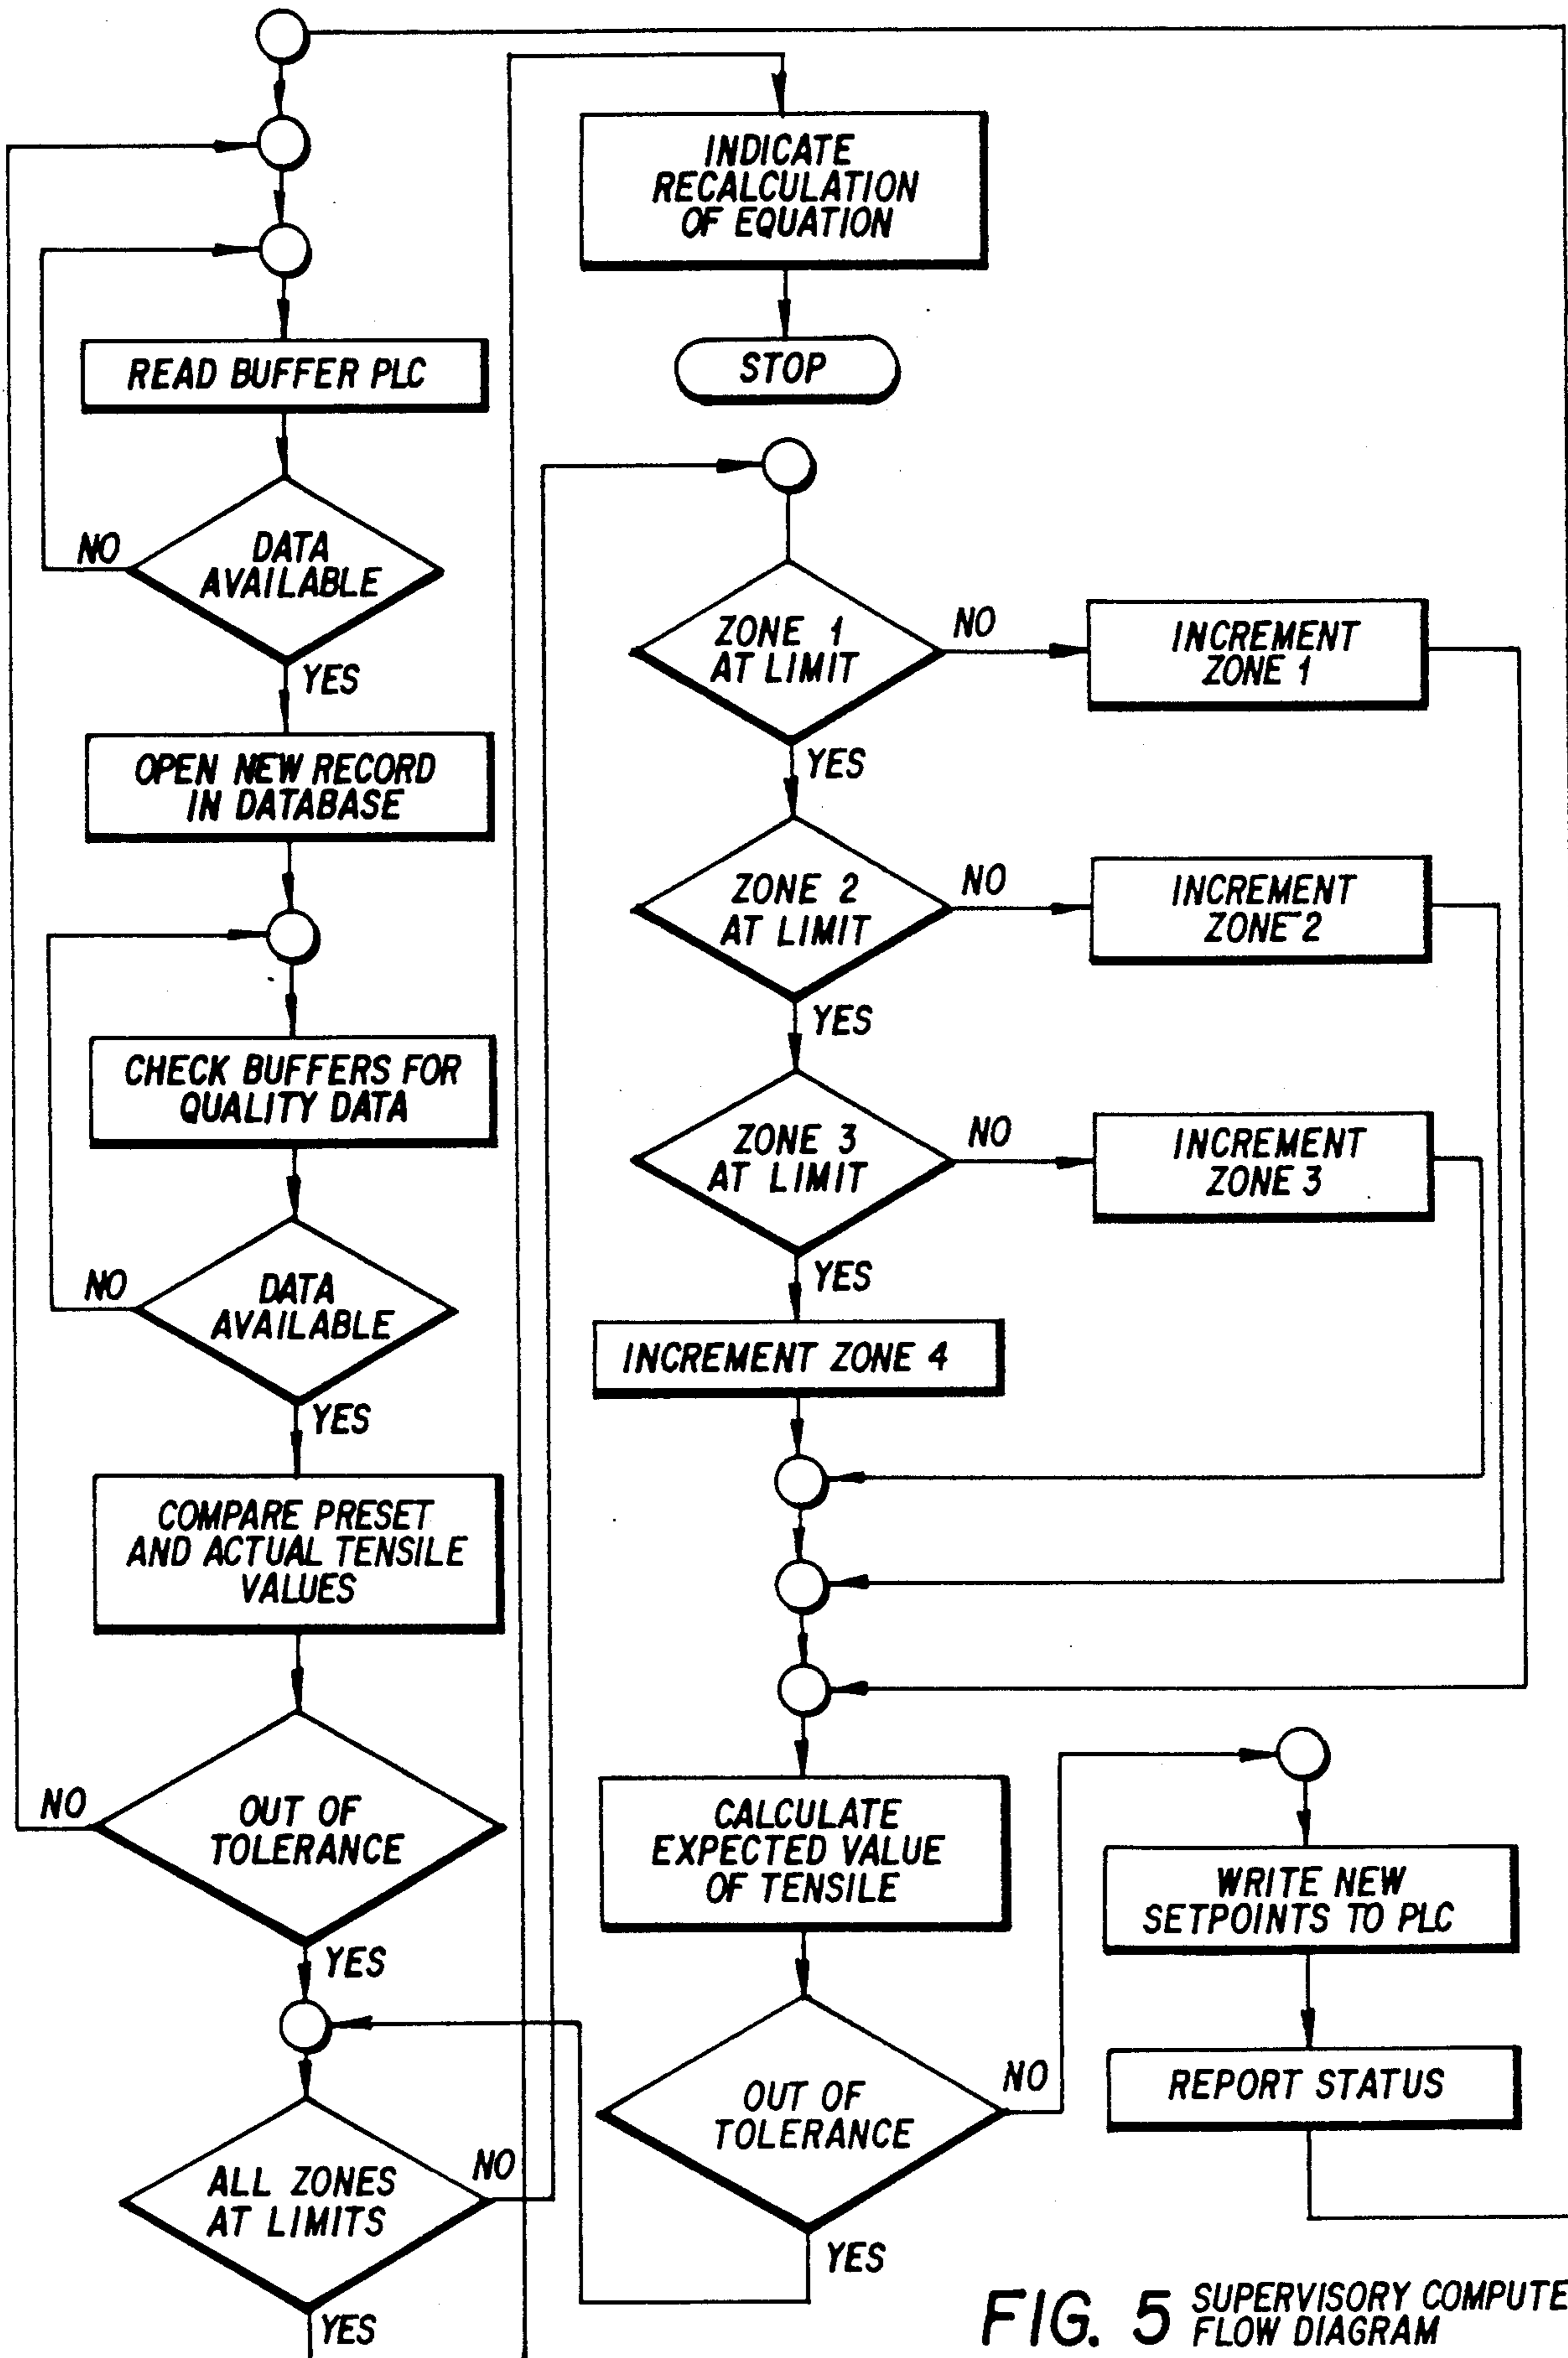 READ BUFFER PLC
DATA
AVAILABLE
NO
YES
OPEN NEW RECORD
IN DATABASE
CHECK BUFFERS FOR
QUALITY DATA
DATA
AVAILABLE
NO
YES
COMPARE PRESET
AND ACTUAL TENSILE
VALUES
OUT OF
TOLERANCE
NO
YES
ALL ZONES
AT LIMITS
NO
YES
INDICATE
RECALCULATION
OF EQUATION
STOP
ZONE 1
AT LIMIT
NO
INCREMENT
ZONE 1
YES
ZONE 2
AT LIMIT
NO
INCREMENT
ZONE 2
YES
ZONE 3
AT LIMIT
NO
INCREMENT
ZONE 3
YES
INCREMENT ZONE 4
CALCULATE
EXPECTED VALUE
OF TENSILE
OUT OF
TOLERANCE
NO
YES
WRITE NEW
SETPOINTS TO PLC
REPORT STATUS
FIG. 5 SUPERVISORY COMPUTE
FLOW DIAGRAM